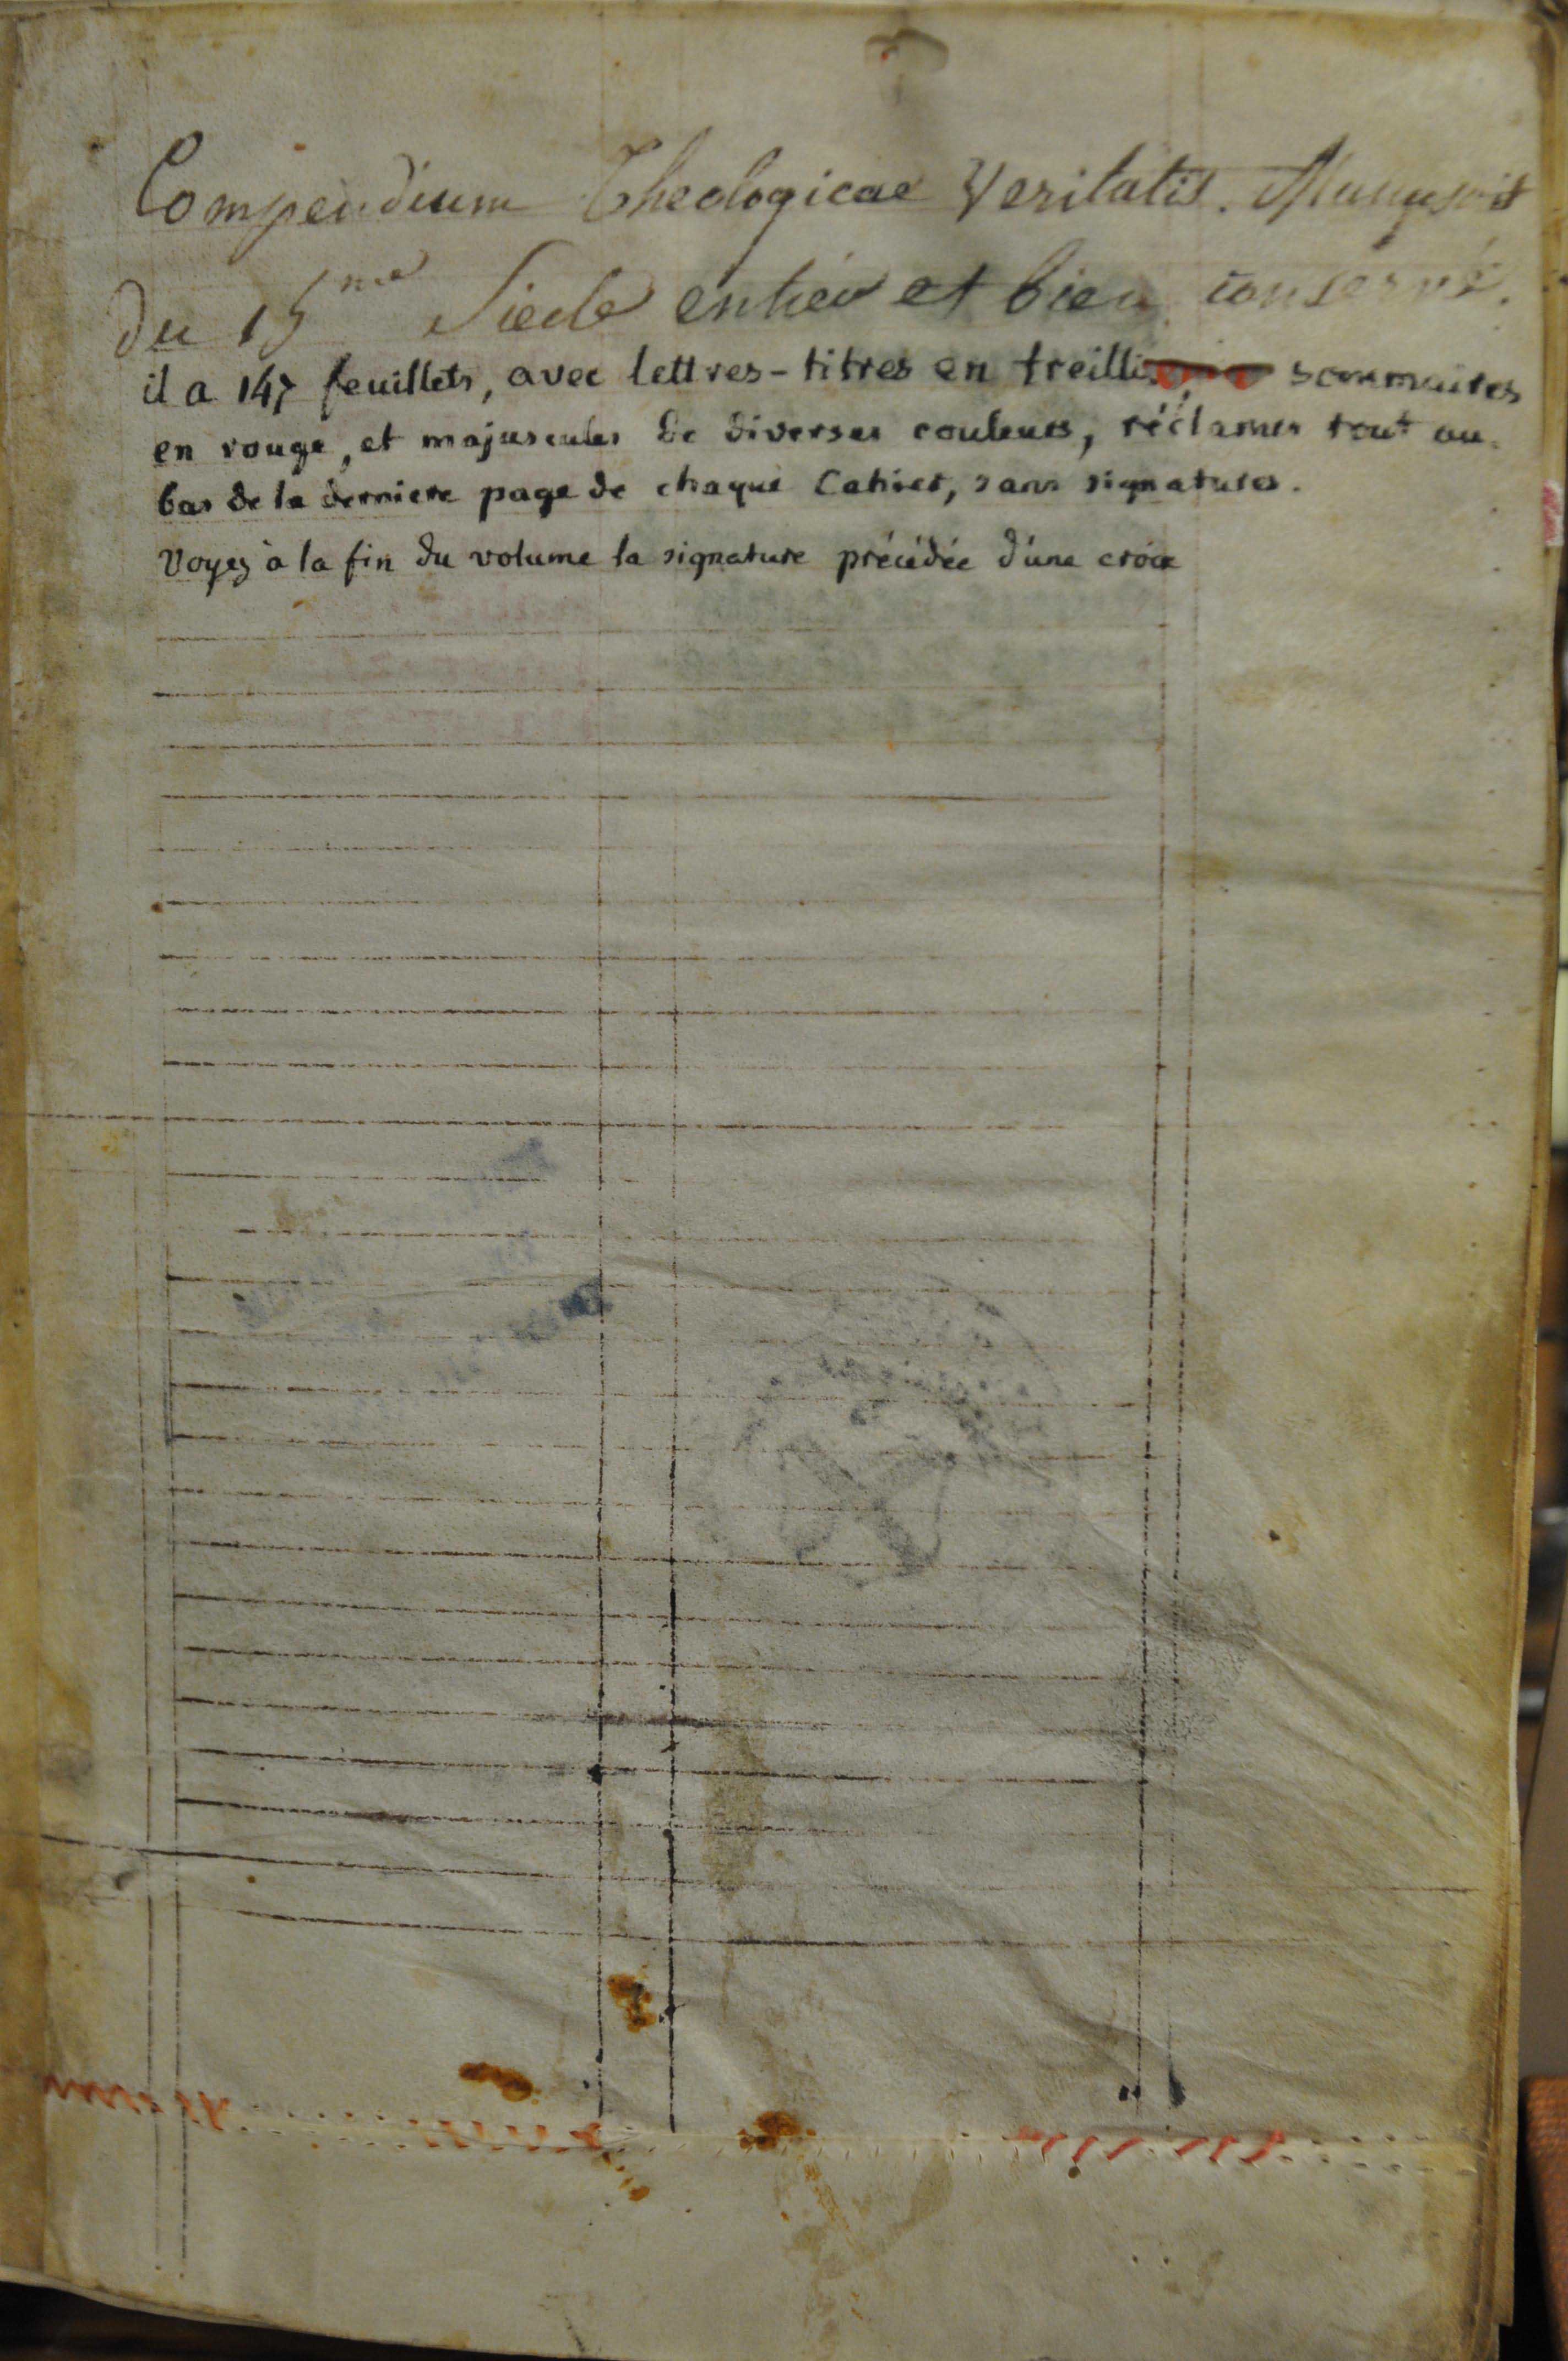 Compendium Theologicae Veritatis. Manuscrit
du 15me Siecle entier et bien conservé.
il a 147 feuillets, avec lettres-titres en treillis, sommaires
en rouge, et majuscules de diverses couleurs, réclames tout au
bas de la derniere page de chaque Cahier, sans signatures.
Voyez à la fin du volume la signature précédée d'une croix